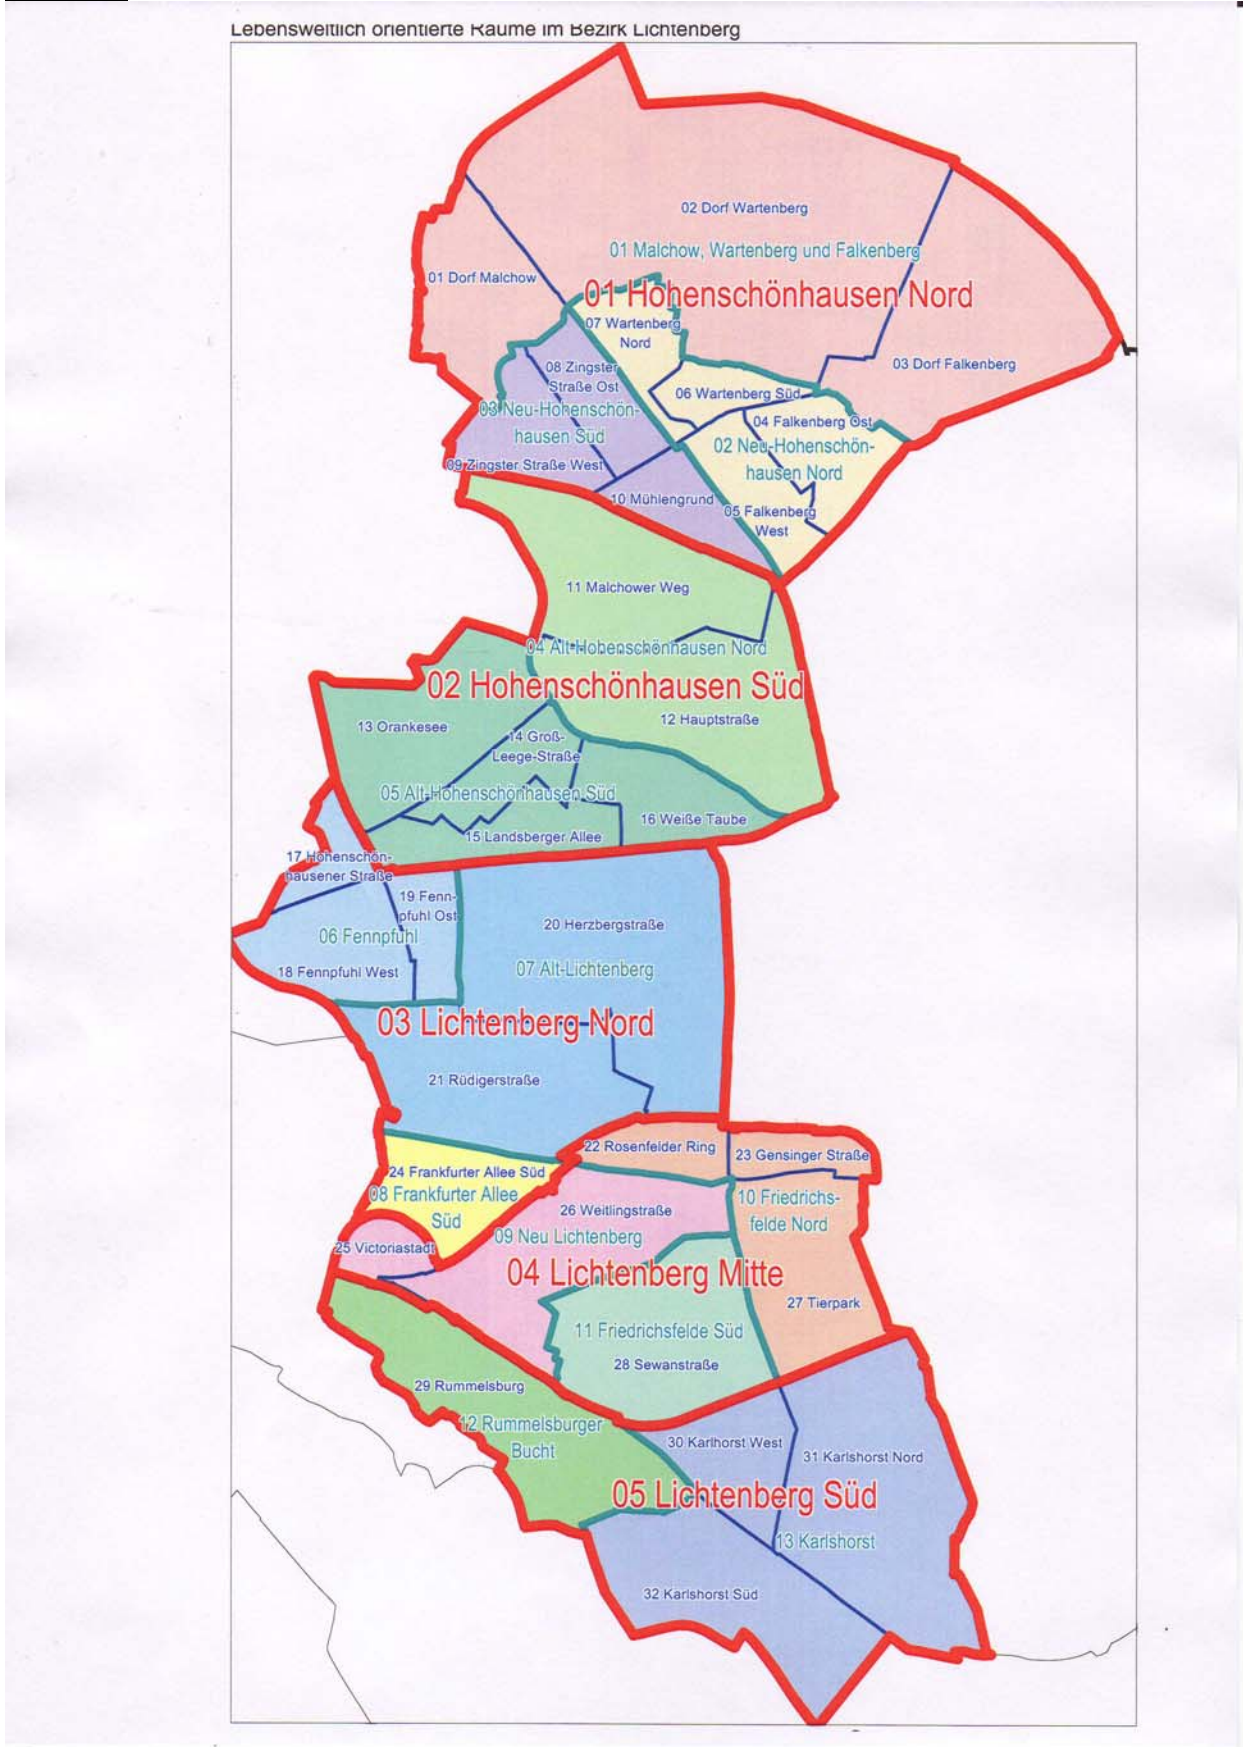 Lebensweltlich orientierte Räume im Bezirk Lichtenberg
02 Dorf Wartenberg
01 Malchow, Wartenberg und Falkenberg
01 Dorf Malchow
01 Hohenschönhausen Nord
07 Wartenberg
Nord
03 Dorf Falkenberg
08 Zingster
Straße Ost
06 Wartenberg Süd
03 Neu-Hohenschön-
hausen Süd
04 Falkenberg Ost
02 Neu-Hohenschön-
hausen Nord
09 Zingster Straße West
10 Mühlengrund
05 Falkenberg
West
11 Malchower Weg
04 Alt-Hohenschönhausen Nord
02 Hohenschönhausen Süd
13 Orankesee
12 Hauptstraße
14 Groß-
Leege-Straße
05 Alt-Hohenschönhausen Süd
16 Weiße Taube
15 Landsberger Allee
17 Hohenschön-
hausener Straße
19 Fenn-
pfuhl Ost
20 Herzbergstraße
06 Fennpfuhl
18 Fennpfuhl West
07 Alt-Lichtenberg
03 Lichtenberg Nord
21 Rüdigerstraße
22 Rosenfelder Ring
23 Gensinger Straße
24 Frankfurter Allee Süd
08 Frankfurter Allee
Süd
10 Friedrichs-
felde Nord
26 Weitlingstraße
09 Neu Lichtenberg
25 Victoriastadt
04 Lichtenberg Mitte
27 Tierpark
11 Friedrichsfelde Süd
28 Sewanstraße
29 Rummelsburg
12 Rummelsburger
Bucht
30 Karlhorst West
31 Karlshorst Nord
05 Lichtenberg Süd
13 Karlshorst
32 Karlshorst Süd